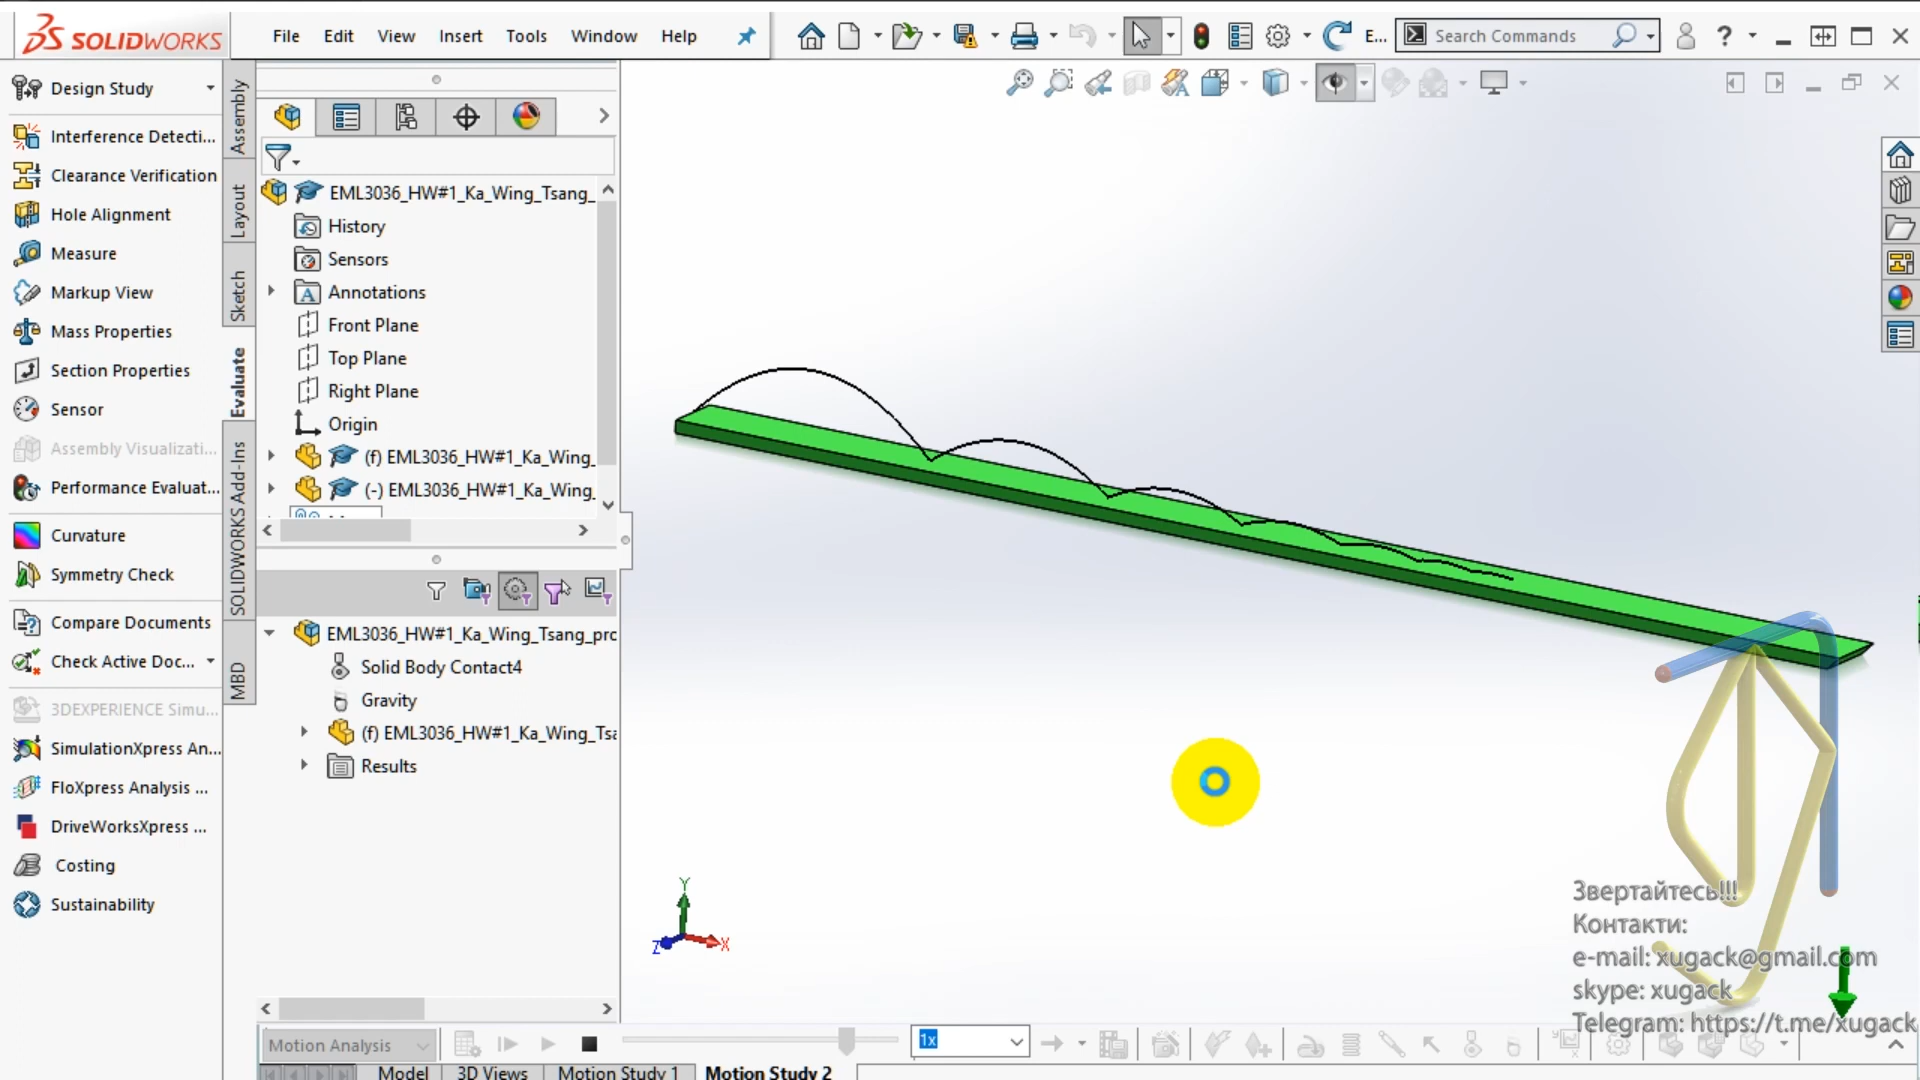 SOLIDWORKS
File Edit View Insert Tools Window Help
E...
Search Commands
?
Design Study
Interference Detecti...
Clearance Verification
Hole Alignment
Measure
Markup View
Mass Properties
Section Properties
Sensor
Assembly Visualizati...
Performance Evaluat...
Curvature
Symmetry Check
Compare Documents
Check Active Doc...
3DEXPERIENCE Simu...
SimulationXpress An...
FloXpress Analysis ...
DriveWorksXpress ...
Costing
Sustainability
Assembly
Layout
Sketch
Evaluate
SOLIDWORKS Add-Ins
MBD
EML3036_HW#1_Ka_Wing_Tsang_
History
Sensors
Annotations
Front Plane
Top Plane
Right Plane
Origin
(f) EML3036_HW#1_Ka_Wing_
(-) EML3036_HW#1_Ka_Wing_
EML3036_HW#1_Ka_Wing_Tsang_pro
Solid Body Contact4
Gravity
(f) EML3036_HW#1_Ka_Wing_Tsa
Results
Y
Z
X
Звертайтесь!!!
Контакти:
e-mail: xugack@gmail.com
skype: xugack
Telegram: https://t.me/xugack
Motion Analysis
1x
Model 3D Views Motion Study 1 Motion Study 2